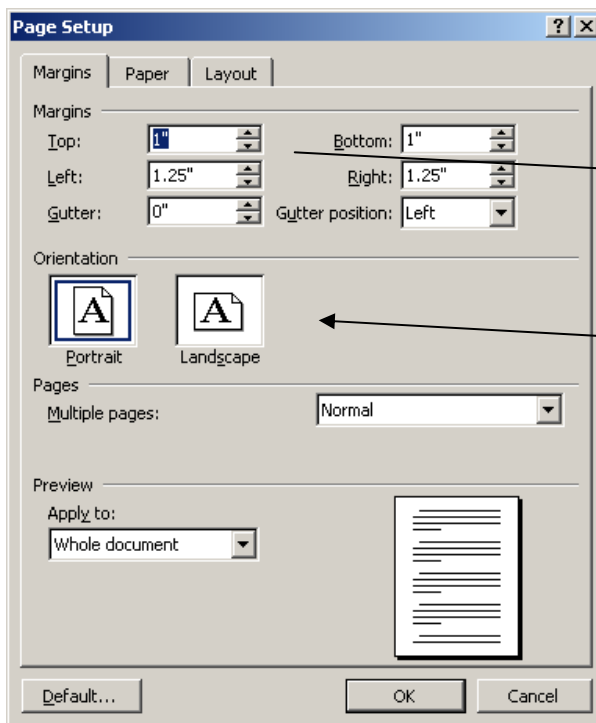 Page Setup
Margins Paper Layout
Margins
Top: 1" Bottom: 1"
Left: 1.25" Right: 1.25"
Gutter: 0" Gutter position: Left
Orientation
A A
Portrait Landscape
Pages
Multiple pages: Normal
Preview
Apply to:
Whole document
Default... OK Cancel